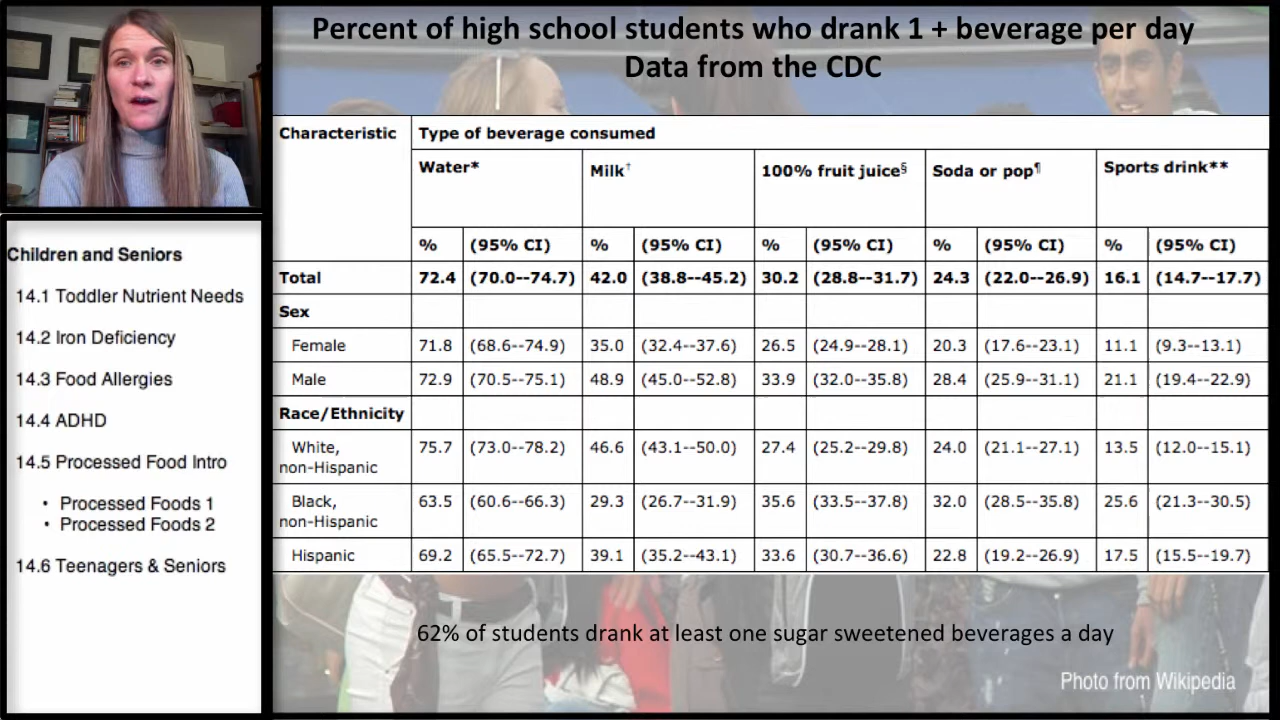 Percent of high school students who drank 1 + beverage per day
Data from the CDC
Characteristic Type of beverage consumed
Water* Milk† 100% fruit juice§ Soda or pop¶ Sports drink**
% (95% CI) % (95% CI) % (95% CI) % (95% CI) % (95% CI)
Total 72.4 (70.0--74.7) 42.0 (38.8--45.2) 30.2 (28.8--31.7) 24.3 (22.0--26.9) 16.1 (14.7--17.7)
Sex
Female 71.8 (68.6--74.9) 35.0 (32.4--37.6) 26.5 (24.9--28.1) 20.3 (17.6--23.1) 11.1 (9.3--13.1)
Male 72.9 (70.5--75.1) 48.9 (45.0--52.8) 33.9 (32.0--35.8) 28.4 (25.9--31.1) 21.1 (19.4--22.9)
Race/Ethnicity
White, 75.7 (73.0--78.2) 46.6 (43.1--50.0) 27.4 (25.2--29.8) 24.0 (21.1--27.1) 13.5 (12.0--15.1)
non-Hispanic
Black, 63.5 (60.6--66.3) 29.3 (26.7--31.9) 35.6 (33.5--37.8) 32.0 (28.5--35.8) 25.6 (21.3--30.5)
non-Hispanic
Hispanic 69.2 (65.5--72.7) 39.1 (35.2--43.1) 33.6 (30.7--36.6) 22.8 (19.2--26.9) 17.5 (15.5--19.7)
62% of students drank at least one sugar sweetened beverages a day
Photo from Wikipedia
Children and Seniors
14.1 Toddler Nutrient Needs
14.2 Iron Deficiency
14.3 Food Allergies
14.4 ADHD
14.5 Processed Food Intro
• Processed Foods 1
• Processed Foods 2
14.6 Teenagers & Seniors